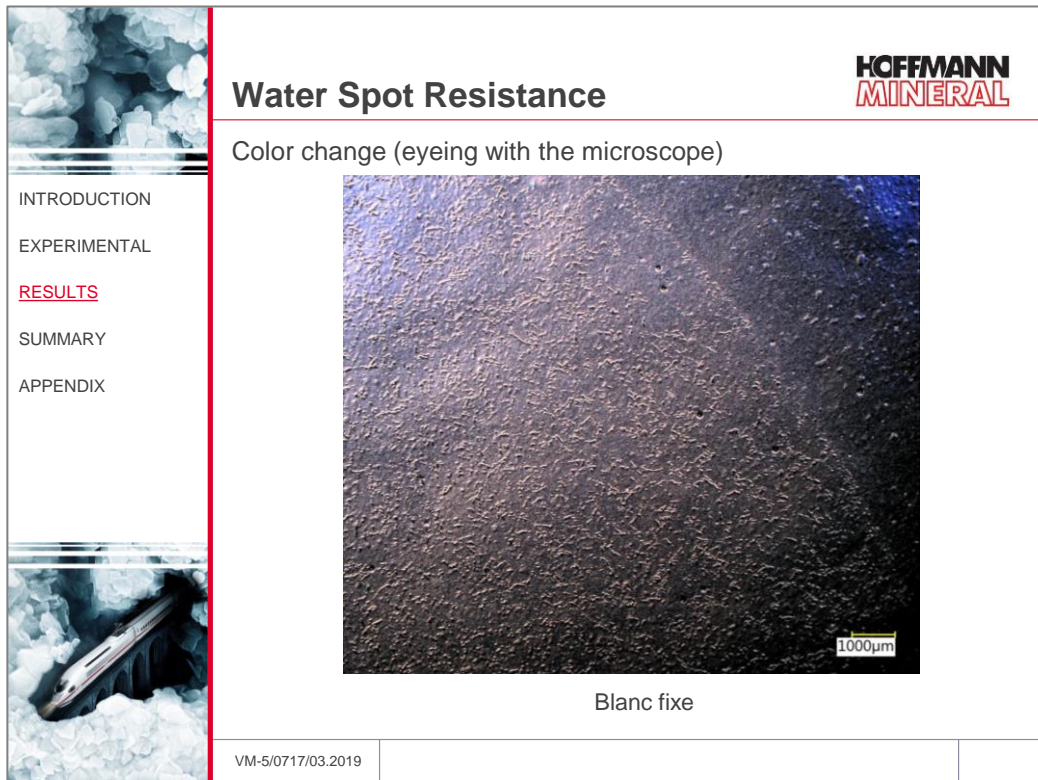 Water Spot Resistance
HOFFMANN
MINERAL
Color change (eyeing with the microscope)
INTRODUCTION
EXPERIMENTAL
RESULTS
SUMMARY
APPENDIX
1000µm
Blanc fixe
VM-5/0717/03.2019